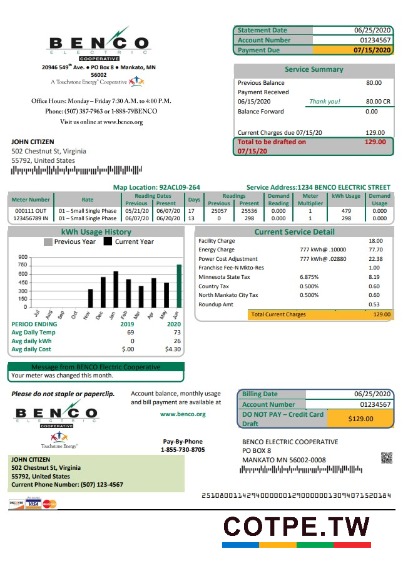 BENCO
ELECTRIC
COOPERATIVE
20946 549th Ave. ● PO Box 8 ● Mankato, MN
56002
A Touchstone Energy® Cooperative
Office Hours: Monday – Friday 7:30 A.M. to 4:00 P.M.
Phone: (507) 387-7963 or 1-888-79BENCO
Visit us online at www.benco.org
Statement Date 06/25/2020
Account Number 01234567
Payment Due 07/15/2020
Service Summary
Previous Balance 80.00
Payment Received
06/15/2020 Thank you! 80.00 CR
Balance Forward 0.00
Current Charges due 07/15/20 129.00
Total to be drafted on 129.00
07/15/20
JOHN CITIZEN
502 Chestnut St, Virginia
55792, United States
Map Location: 92ACL09-264 Service Address:1234 BENCO ELECTRIC STREET
Meter Number Rate Reading Dates Previous Present Days Readings Previous Present Demand Reading Meter Multiplier kWh Usage Demand Usage
000111 OUT 01 – Small Single Phase 05/21/20 06/07/20 17 25057 25536 0.000 1 479 0.000
123456789 IN 01 – Small Single Phase 06/07/20 06/20/20 13 0 298 0.000 1 298 0.000
kWh Usage History
Previous Year Current Year
900
750
600
450
300
150
0
Jul Aug Sep Oct Nov Dec Jan Feb Mar Apr May Jun
PERIOD ENDING 2019 2020
Avg Daily Temp 69 73
Avg daily kWh 0 26
Avg daily Cost $.00 $4.30
Current Service Detail
Facility Charge 18.00
Energy Charge 777 kWh@ .10000 77.70
Power Cost Adjustment 777 kWh@ .02880 22.38
Franchise Fee-N Mkto Res 1.00
Minnesota State Tax 6.875% 8.19
Country Tax 0.500% 0.60
North Mankato City Tax 0.500% 0.60
Roundup Amt 0.53
Total Current Charges 129.00
Message from BENCO Electric Cooperative
Your meter was changed this month.
Please do not staple or paperclip.
BENCO
ELECTRIC
COOPERATIVE
Touchstone Energy®
Account balance, monthly usage
and bill payment are available at
www.benco.org
Pay-By-Phone
1-855-730-8705
Billing Date 06/25/2020
Account Number 01234567
DO NOT PAY – Credit Card
Draft $129.00
JOHN CITIZEN
502 Chestnut St, Virginia
55792, United States
Current Phone Number: (507) 123-4567
BENCO ELECTRIC COOPERATIVE
PO BOX 8
MANKATO MN 56002-0008
VISA
COTPE.TW